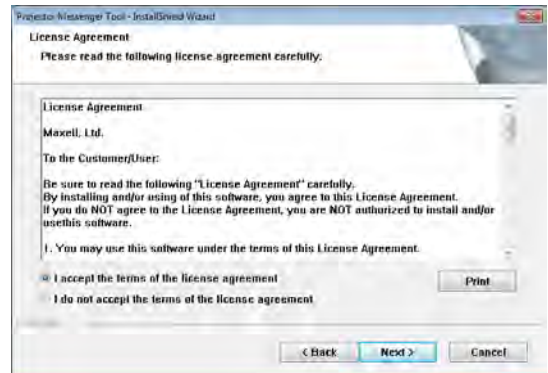 Projector Messenger Tool - InstallShield Wizard
License Agreement
Please read the following license agreement carefully.
License Agreement
Maxell, Ltd.
To the Customer/User:
Be sure to read the following "License Agreement" carefully.
By installing and/or using of this software, you agree to this License Agreement.
If you do NOT agree to the License Agreement, you are NOT authorized to install and/or
usethis software.
1. You may use this software under the terms of this License Agreement.
I accept the terms of the license agreement
Print
I do not accept the terms of the license agreement
< Back Next > Cancel